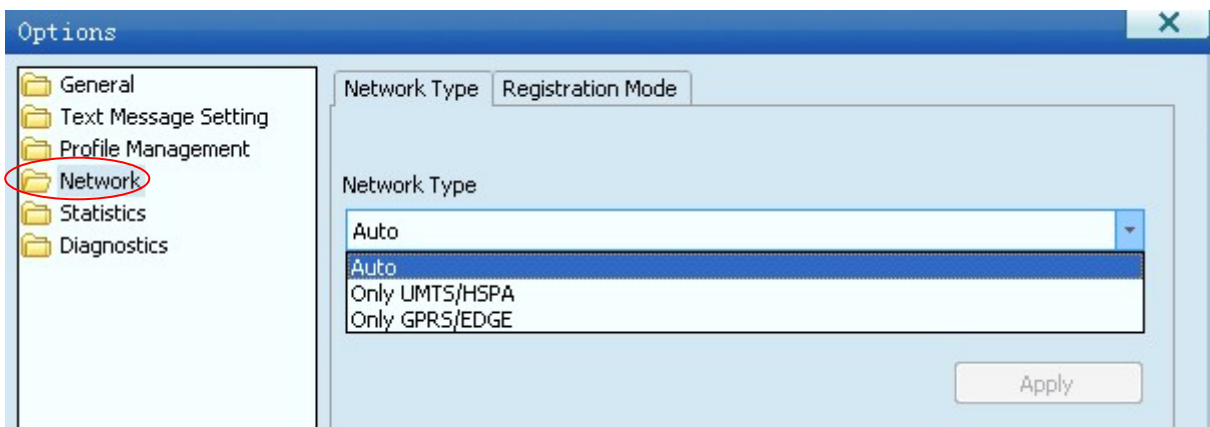 Options
General
Text Message Setting
Profile Management
Network
Statistics
Diagnostics
Network Type
Registration Mode
Network Type
Auto
Auto
Only UMTS/HSPA
Only GPRS/EDGE
Apply